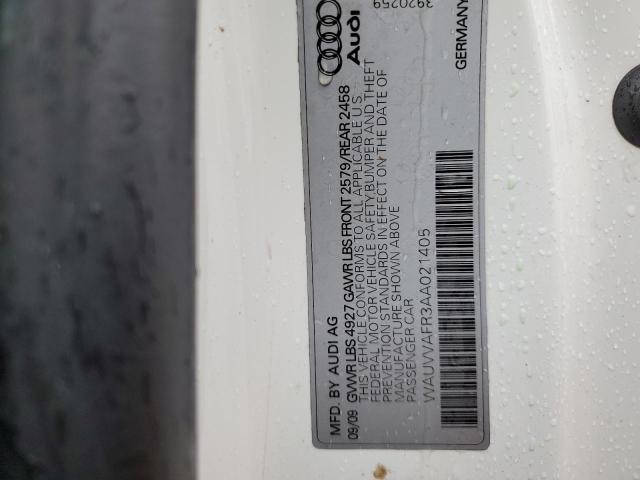 3920259
Audi
GERMANY
MFD. BY AUDI AG
09/09 GVWR LBS 4927 GAWR LBS FRONT 2579/REAR 2458
THIS VEHICLE CONFORMS TO ALL APPLICABLE U.S.
FEDERAL MOTOR VEHICLE SAFETY, BUMPER AND THEFT
PREVENTION STANDARDS IN EFFECT ON THE DATE OF
MANUFACTURE SHOWN ABOVE
PASSENGER CAR
WAUVVAFR3AA021405